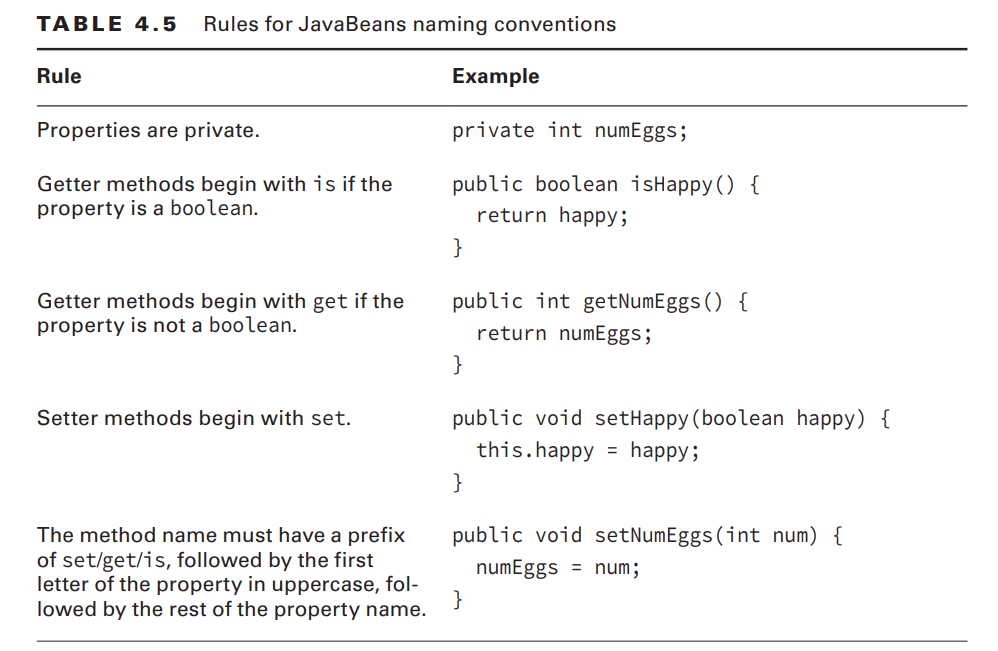 TABLE 4.5 Rules for JavaBeans naming conventions
Rule Example
Properties are private. private int numEggs;
Getter methods begin with is if the
property is a boolean.
public boolean isHappy() {
  return happy;
}
Getter methods begin with get if the
property is not a boolean.
public int getNumEggs() {
  return numEggs;
}
Setter methods begin with set.
public void setHappy(boolean happy) {
  this.happy = happy;
}
The method name must have a prefix
of set/get/is, followed by the first
letter of the property in uppercase, fol-
lowed by the rest of the property name.
public void setNumEggs(int num) {
  numEggs = num;
}